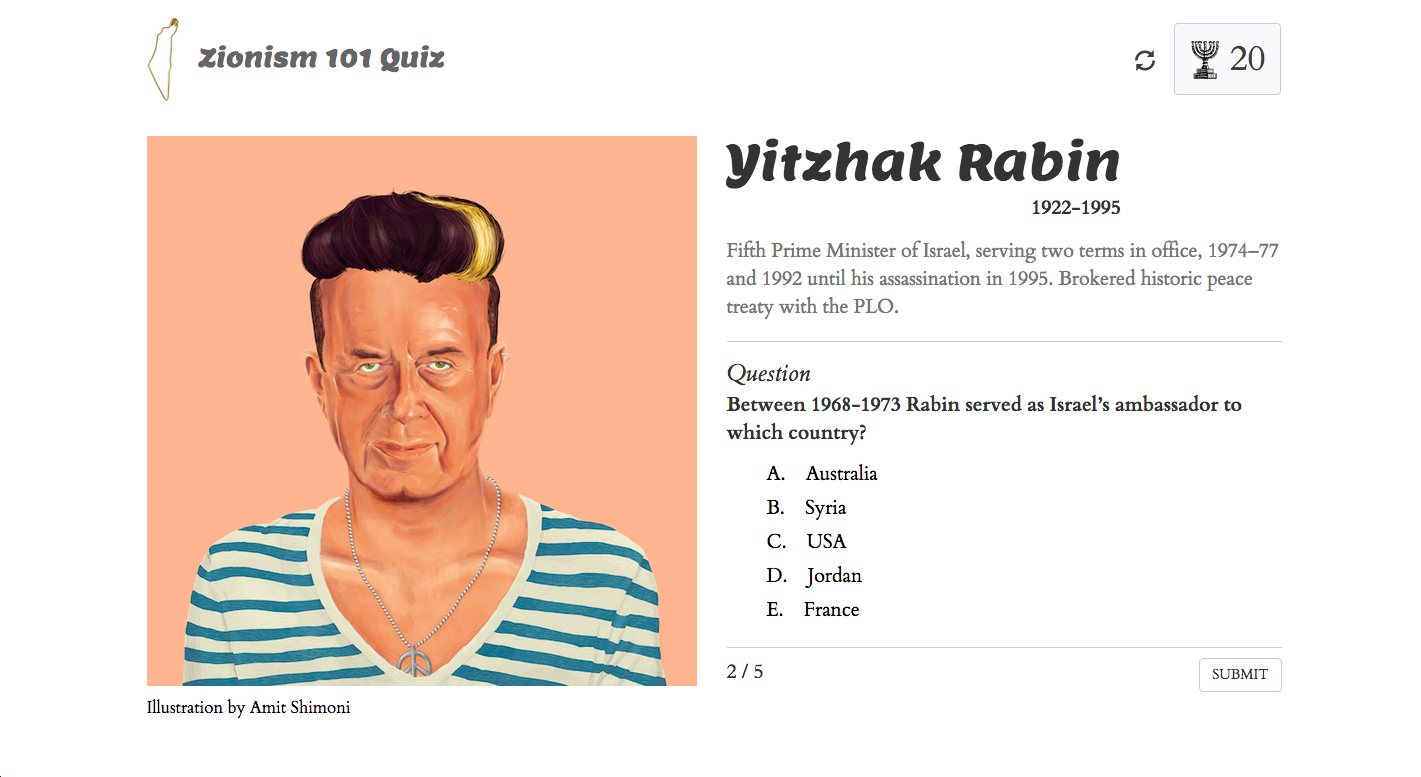 Zionism 101 Quiz
20
Yitzhak Rabin
1922–1995
Fifth Prime Minister of Israel, serving two terms in office, 1974–77
and 1992 until his assassination in 1995. Brokered historic peace
treaty with the PLO.
Question
Between 1968–1973 Rabin served as Israel’s ambassador to
which country?
A. Australia
B. Syria
C. USA
D. Jordan
E. France
2 / 5
SUBMIT
Illustration by Amit Shimoni